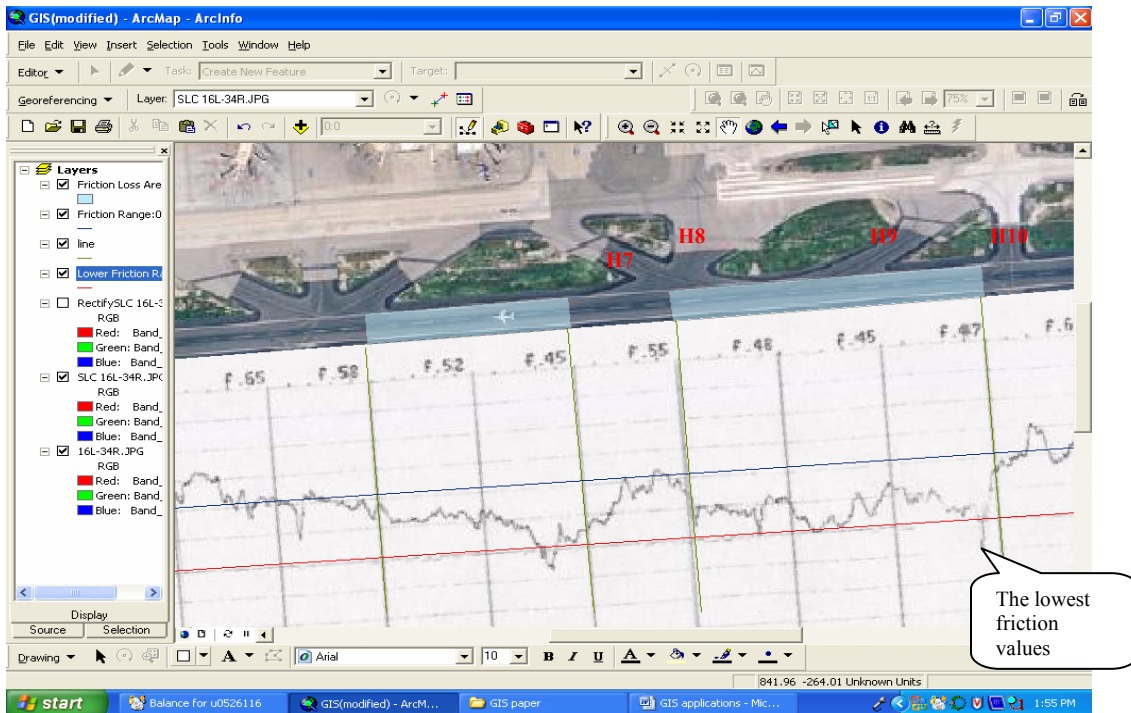 GIS(modified) - ArcMap - ArcInfo
File Edit View Insert Selection Tools Window Help
Editor Task: Create New Feature Target:
Georeferencing Layer: SLC 16L-34R.JPG 75%
0:0
Layers
Friction Loss Are
Friction Range:0
line
Lower Friction Ra
RectifySLC 16L-3
RGB
Red: Band_
Green: Band_
Blue: Band_
SLC 16L-34R.JPG
RGB
Red: Band_
Green: Band_
Blue: Band_
16L-34R.JPG
RGB
Red: Band_
Green: Band_
Blue: Band_
Display
Source Selection
H7
H8
H9
H10
F.65 F.58 F.52 F.45 F.55 F.48 F.45 F.47 F.6
The lowest
friction
values
Drawing A Arial 10 B I U A
841.96 -264.01 Unknown Units
start Balance for u0526116 GIS(modified) - ArcM... GIS paper GIS applications - Mic... 1:55 PM